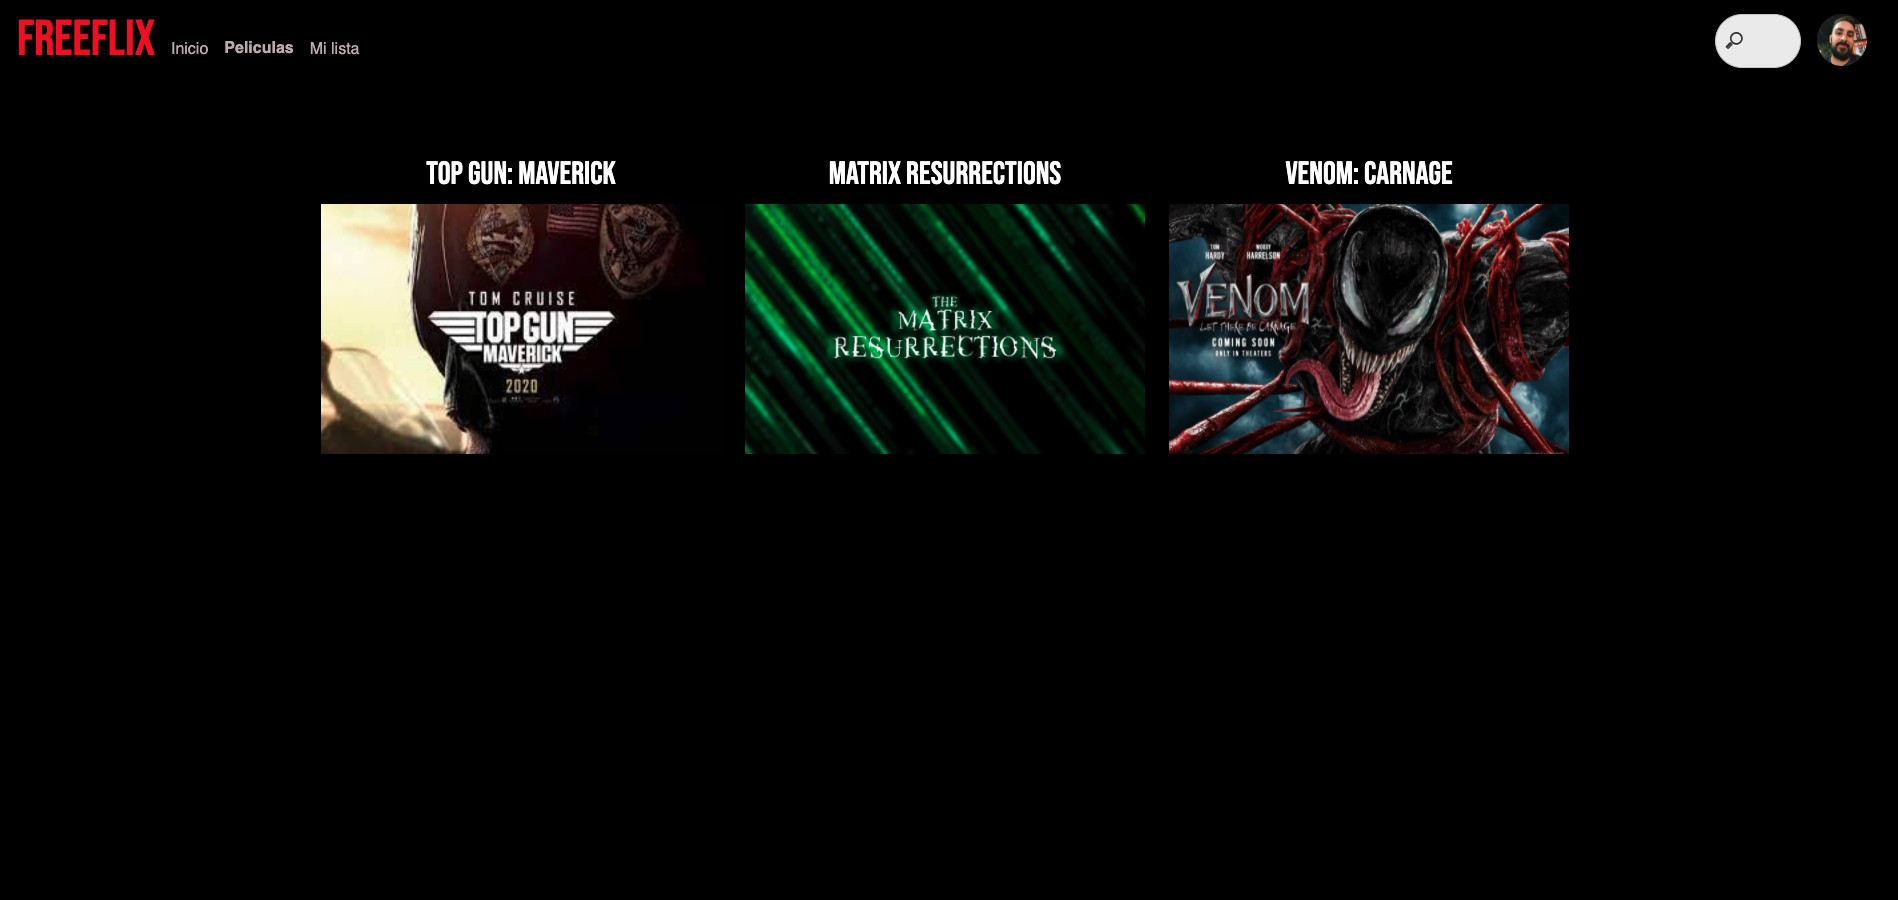 FREEFLIX
Inicio Peliculas Mi lista
TOP GUN: MAVERICK
MATRIX RESURRECTIONS
VENOM: CARNAGE
TOM CRUISE
TOP GUN
MAVERICK
2020
THE
MATRIX
RESURRECTIONS
TOM HARDY
WOODY HARRELSON
VENOM
LET THERE BE CARNAGE
COMING SOON
ONLY IN THEATERS